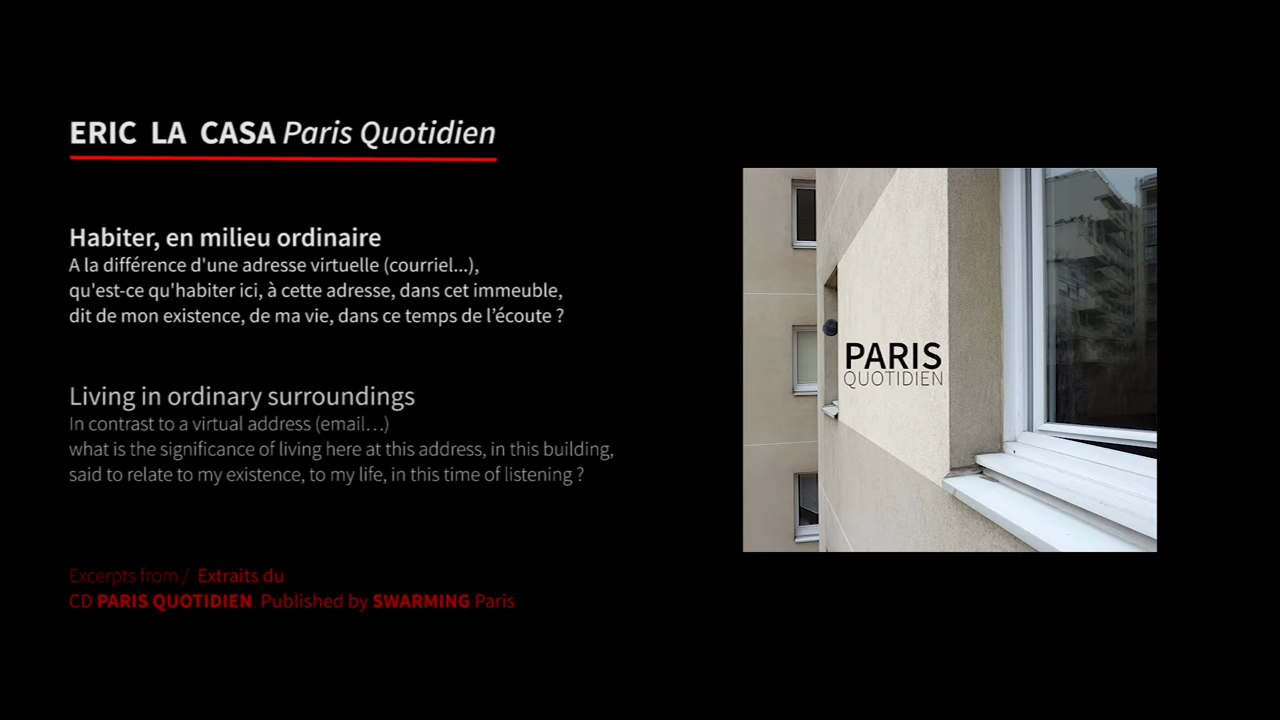 ERIC LA CASA Paris Quotidien
Habiter, en milieu ordinaire
A la différence d'une adresse virtuelle (courriel...),
qu'est-ce qu'habiter ici, à cette adresse, dans cet immeuble,
dit de mon existence, de ma vie, dans ce temps de l’écoute ?
Living in ordinary surroundings
In contrast to a virtual address (email…)
what is the significance of living here at this address, in this building,
said to relate to my existence, to my life, in this time of listening ?
Excerpts from / Extraits du
CD PARIS QUOTIDIEN. Published by SWARMING Paris
PARIS
QUOTIDIEN